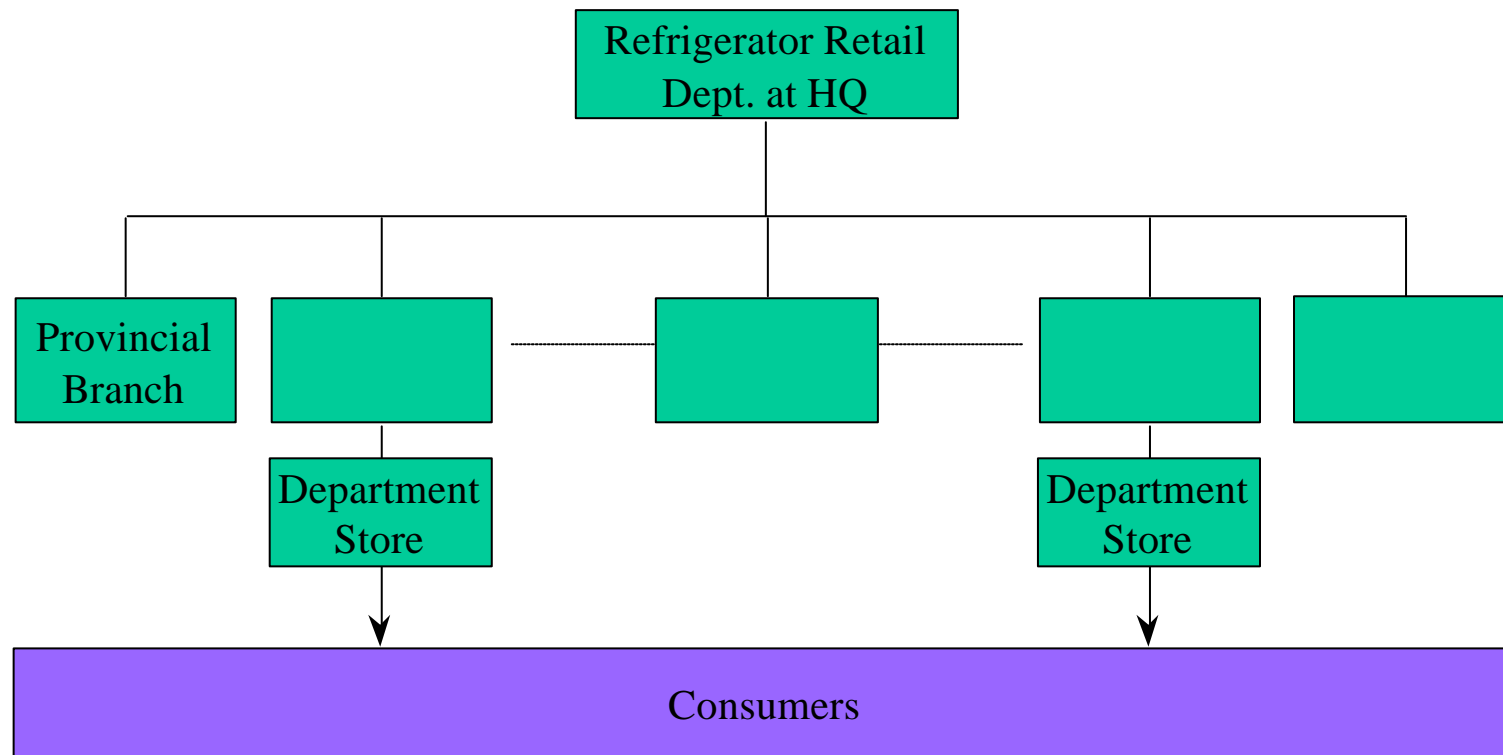 Refrigerator Retail
Dept. at HQ
Provincial
Branch
Department
Store
Department
Store
Consumers